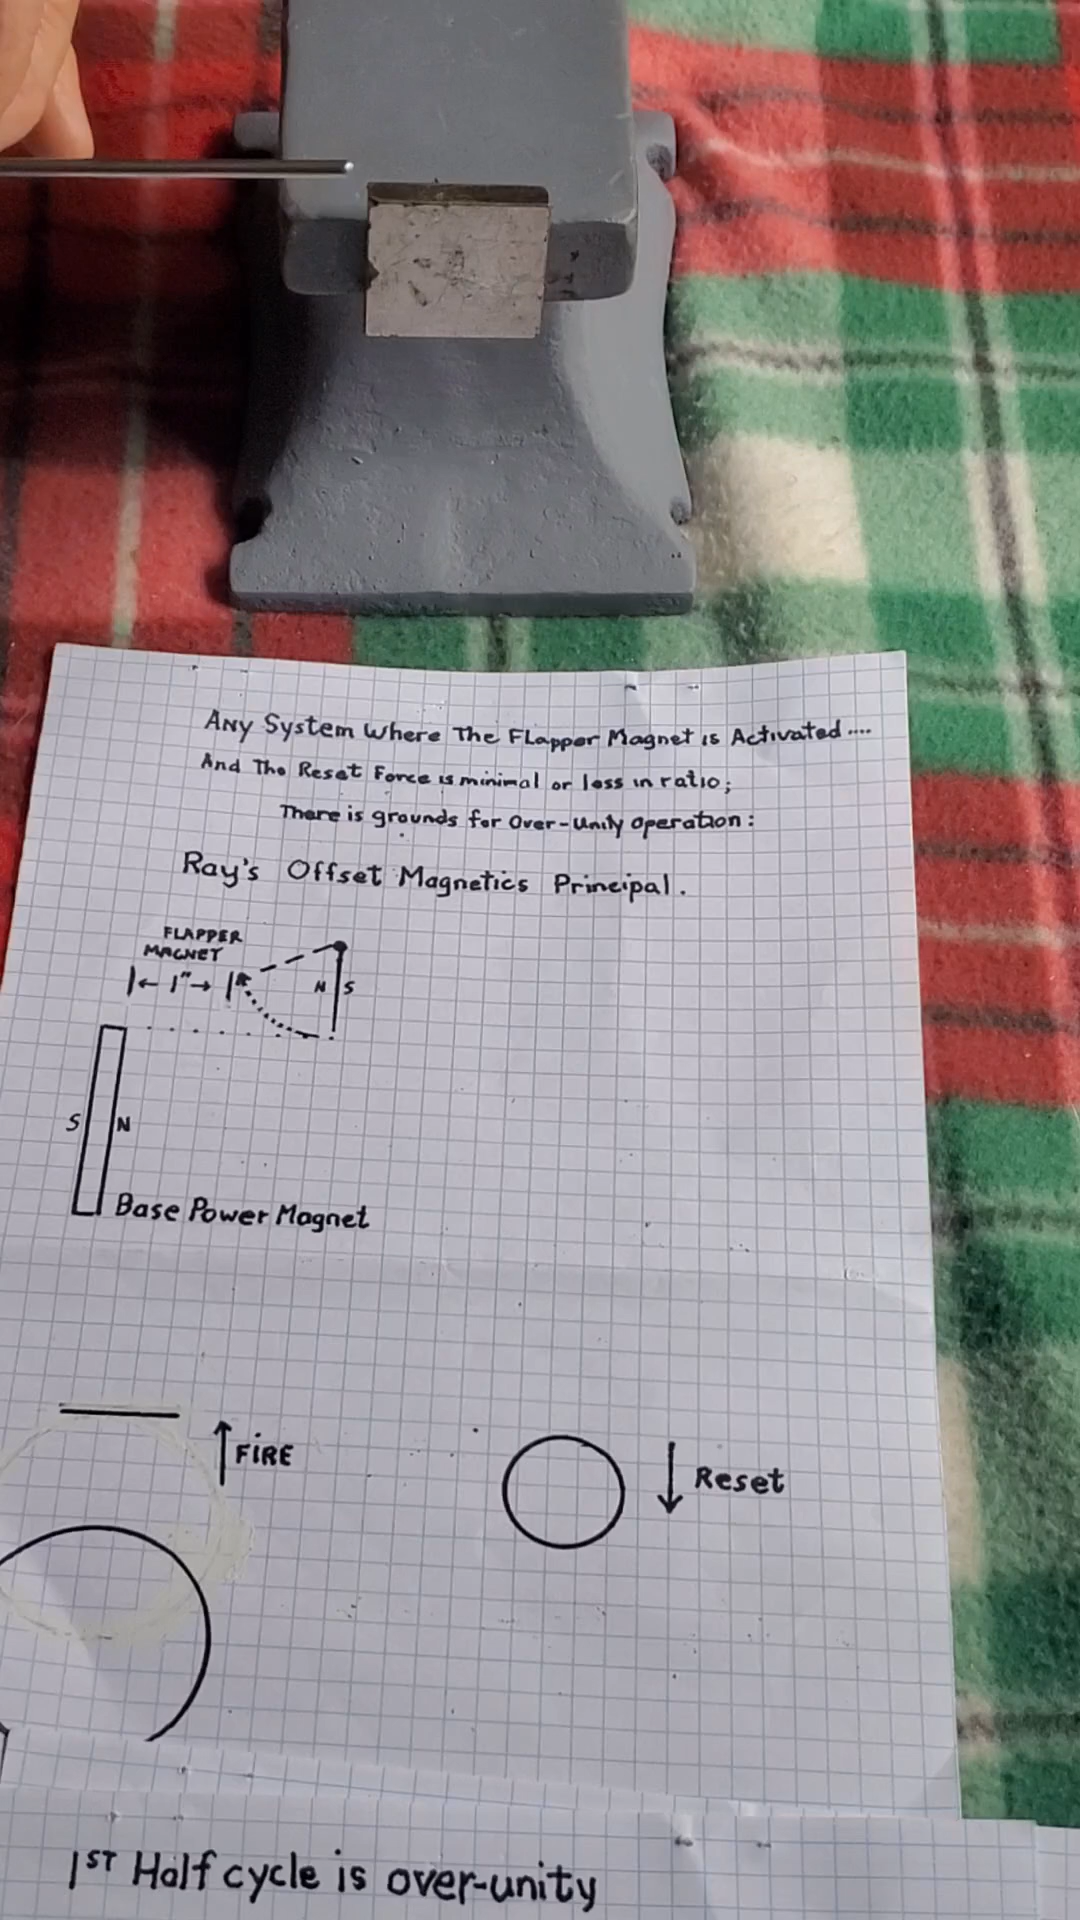 Any System Where The Flapper Magnet is Activated....
And The Reset Force is minimal or less in ratio;
There is grounds for Over-Unity operation:
Ray's Offset Magnetics Principal.
FLAPPER
MAGNET
1"
N S
S N
Base Power Magnet
FIRE
Reset
1ST Half cycle is over-unity